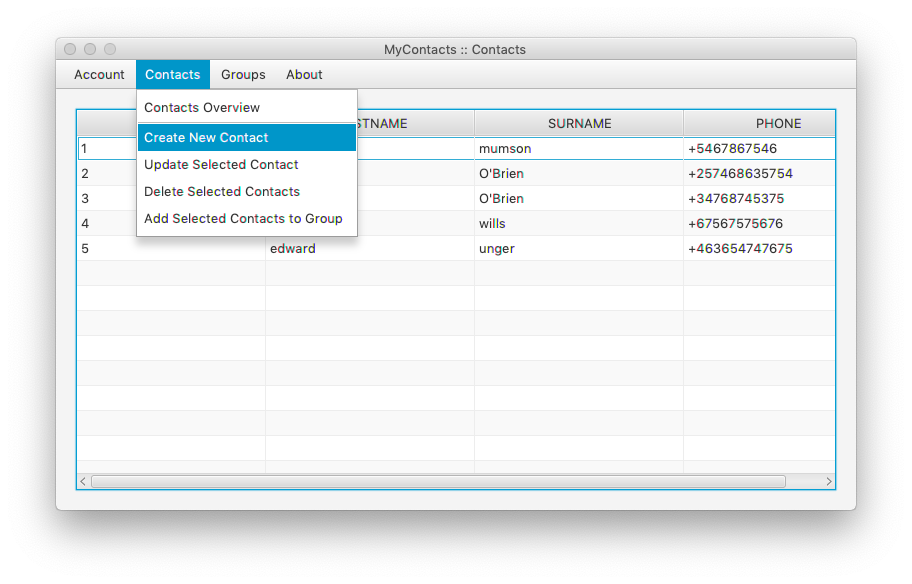 MyContacts :: Contacts
Account Contacts Groups About
Contacts Overview
Create New Contact
Update Selected Contact
Delete Selected Contacts
Add Selected Contacts to Group
STNAME SURNAME PHONE
1 mumson +5467867546
2 O'Brien +257468635754
3 O'Brien +34768745375
4 wills +67567575676
5 edward unger +463654747675